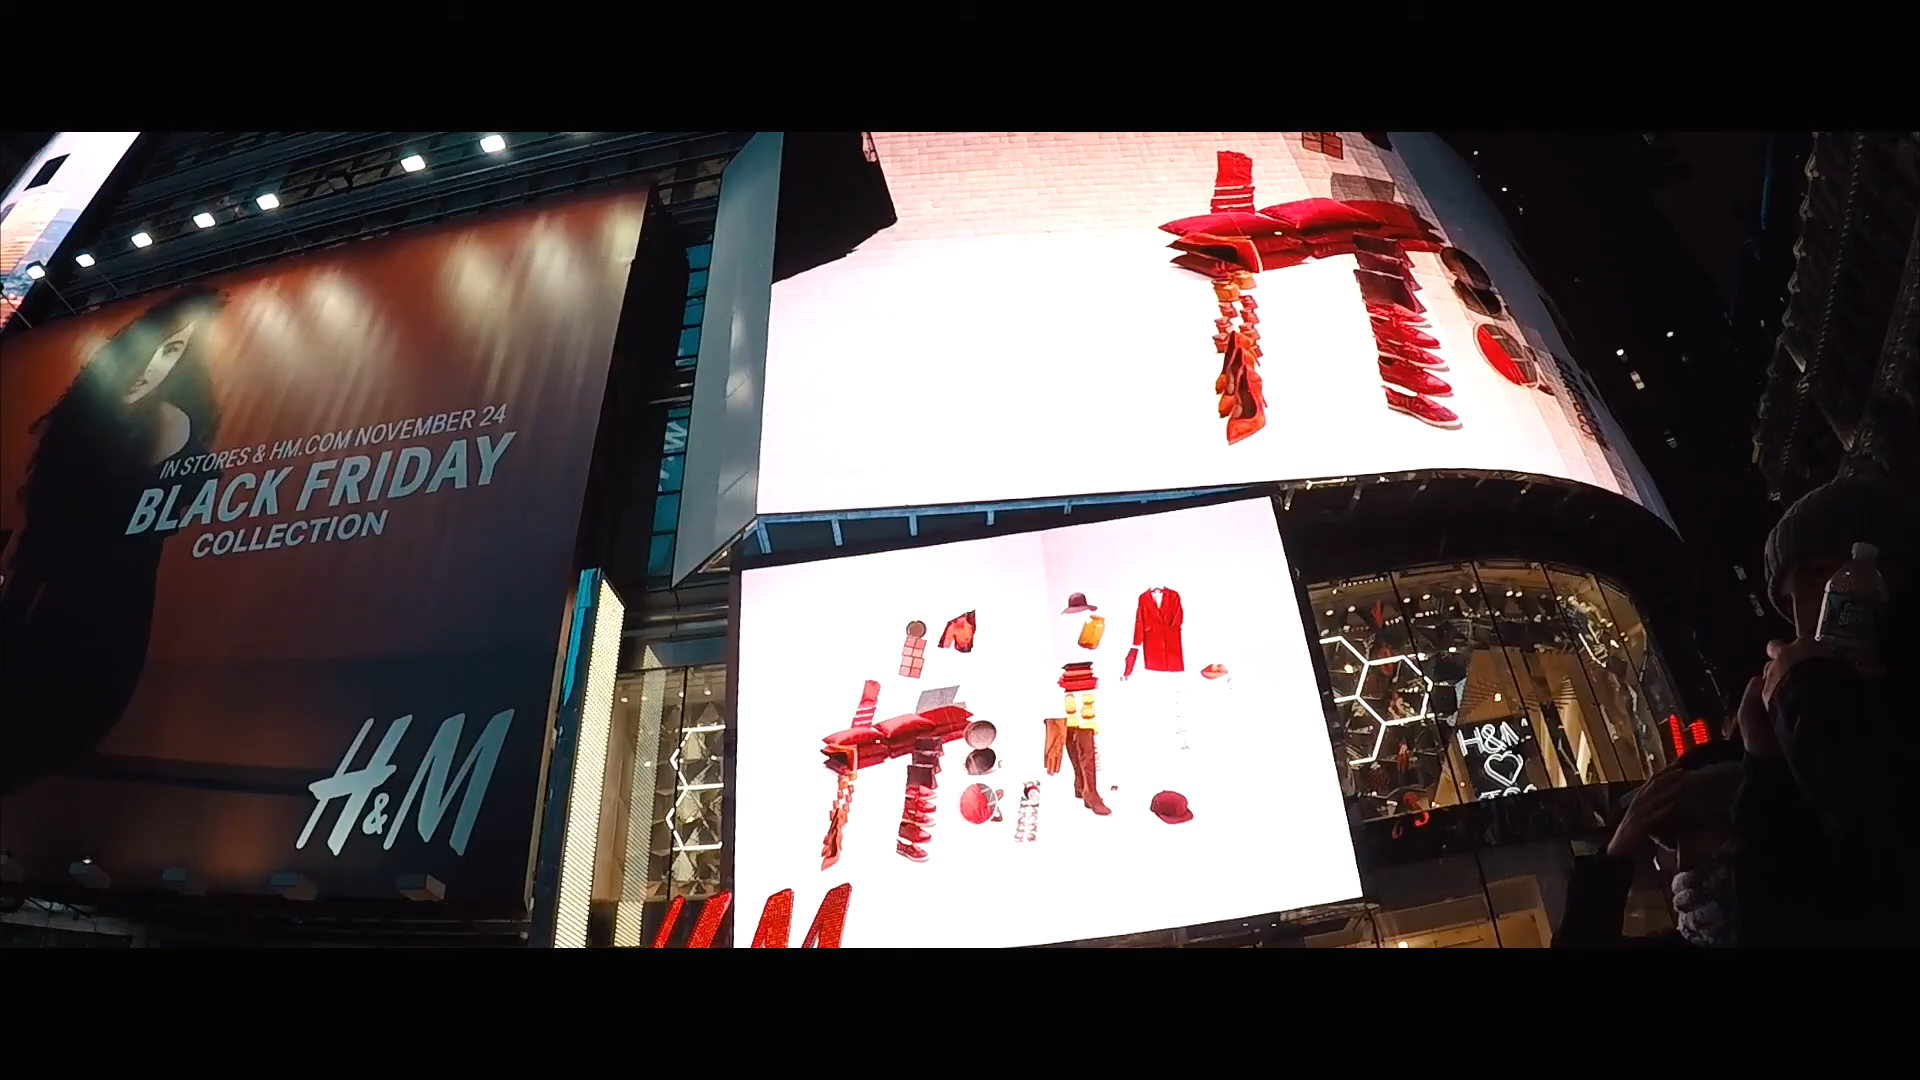 IN STORES & HM.COM NOVEMBER 24
BLACK FRIDAY
COLLECTION
H&M
H&M